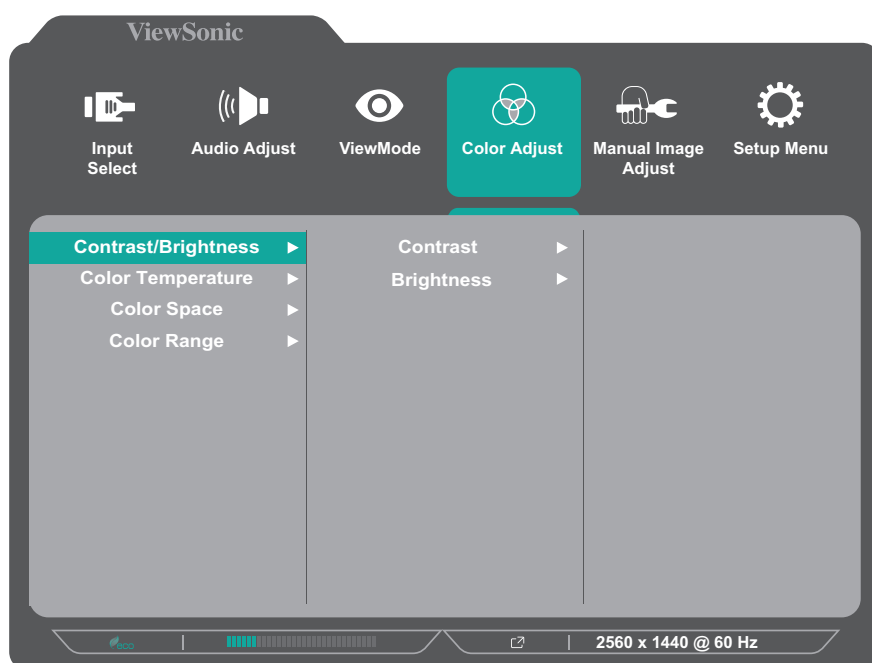 ViewSonic
Input
Select
Audio Adjust
ViewMode
Color Adjust
Manual Image
Adjust
Setup Menu
Contrast/Brightness
Color Temperature
Color Space
Color Range
Contrast
Brightness
eco
2560 x 1440 @ 60 Hz